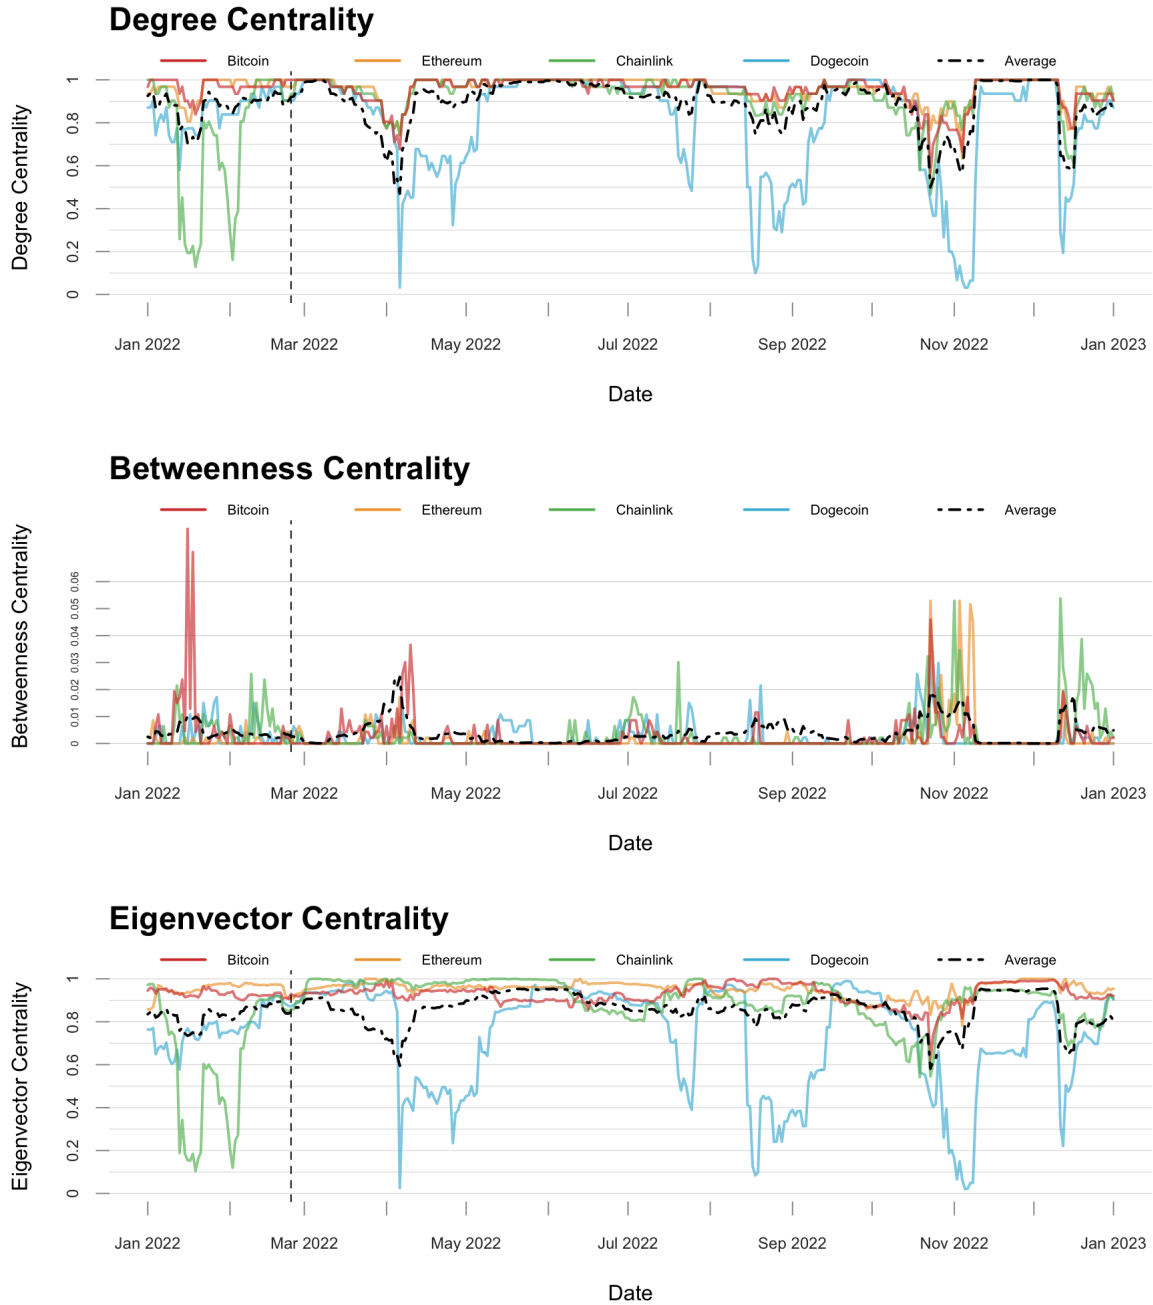 Degree Centrality
Bitcoin Ethereum Chainlink Dogecoin Average
Degree Centrality
1
0.8
0.6
0.4
0.2
0
Jan 2022 Mar 2022 May 2022 Jul 2022 Sep 2022 Nov 2022 Jan 2023
Date
Betweenness Centrality
Bitcoin Ethereum Chainlink Dogecoin Average
Betweenness Centrality
0.06
0.05
0.04
0.03
0.02
0.01
0
Jan 2022 Mar 2022 May 2022 Jul 2022 Sep 2022 Nov 2022 Jan 2023
Date
Eigenvector Centrality
Bitcoin Ethereum Chainlink Dogecoin Average
Eigenvector Centrality
1
0.8
0.6
0.4
0.2
0
Jan 2022 Mar 2022 May 2022 Jul 2022 Sep 2022 Nov 2022 Jan 2023
Date